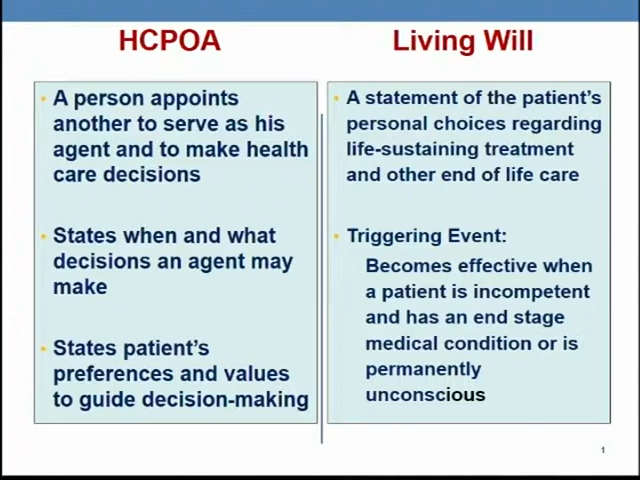 HCPOA
A person appoints
another to serve as his
agent and to make health
care decisions
States when and what
decisions an agent may
make
States patient's
preferences and values
to guide decision-making
Living Will
A statement of the patient's
personal choices regarding
life-sustaining treatment
and other end of life care
Triggering Event:
Becomes effective when
a patient is incompetent
and has an end stage
medical condition or is
permanently
unconscious
1